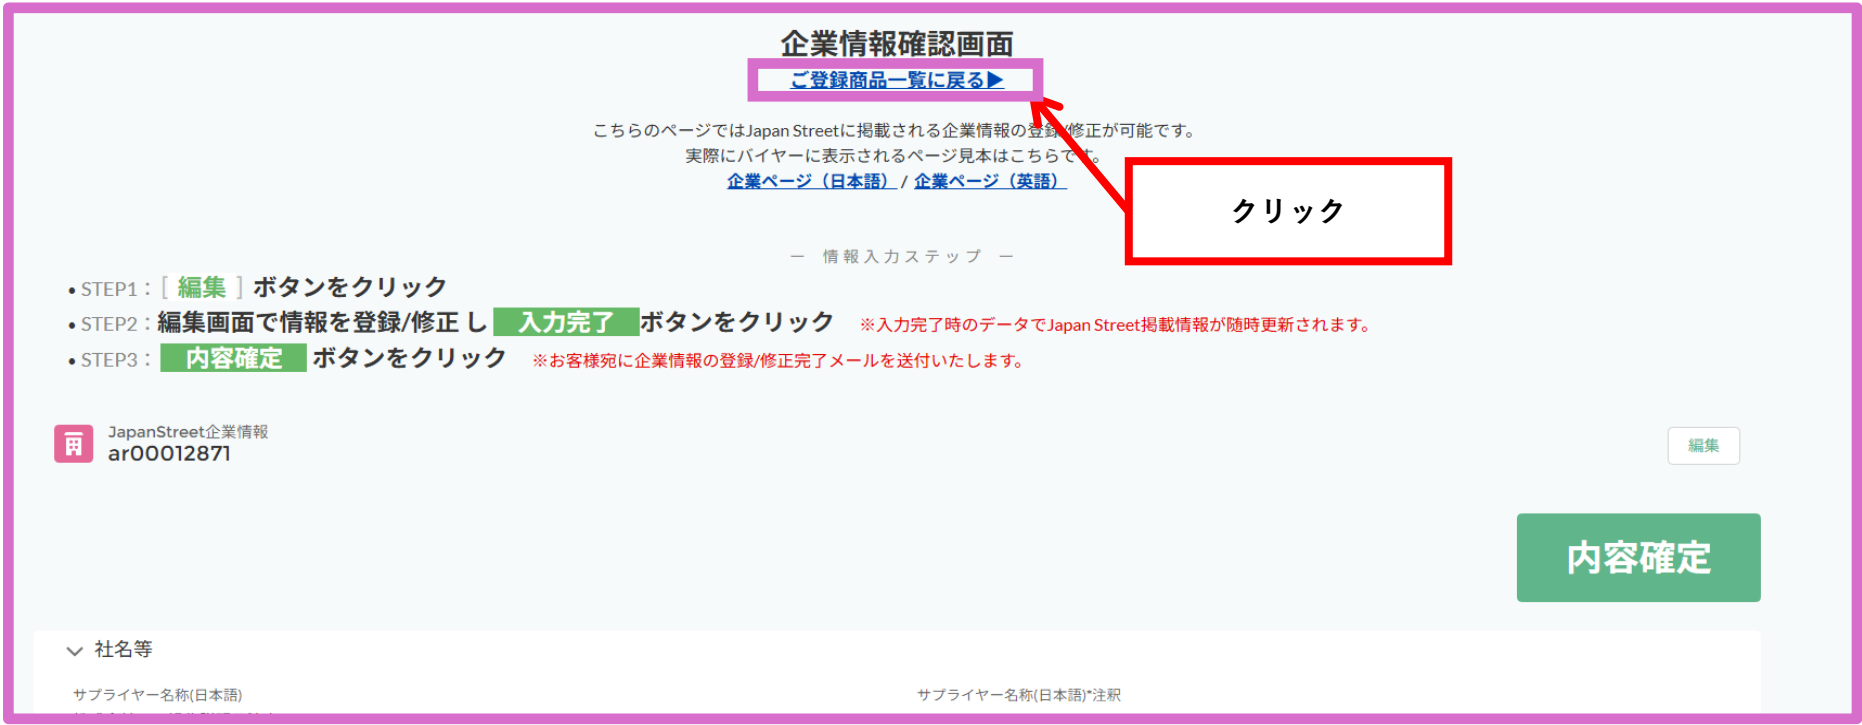 企業情報確認画面
ご登録商品一覧に戻る▶
こちらのページではJapan Streetに掲載される企業情報の登録/修正が可能です。
実際にバイヤーに表示されるページ見本はこちらです。
企業ページ（日本語） / 企業ページ（英語）
クリック
ー 情報入力ステップ ー
• STEP1：[ 編集 ] ボタンをクリック
• STEP2：編集画面で情報を登録/修正 し 入力完了 ボタンをクリック ※入力完了時のデータでJapan Street掲載情報が随時更新されます。
• STEP3： 内容確定 ボタンをクリック ※お客様宛に企業情報の登録/修正完了メールを送付いたします。
JapanStreet企業情報
ar00012871
編集
内容確定
社名等
サプライヤー名称(日本語) サプライヤー名称(日本語)*注釈